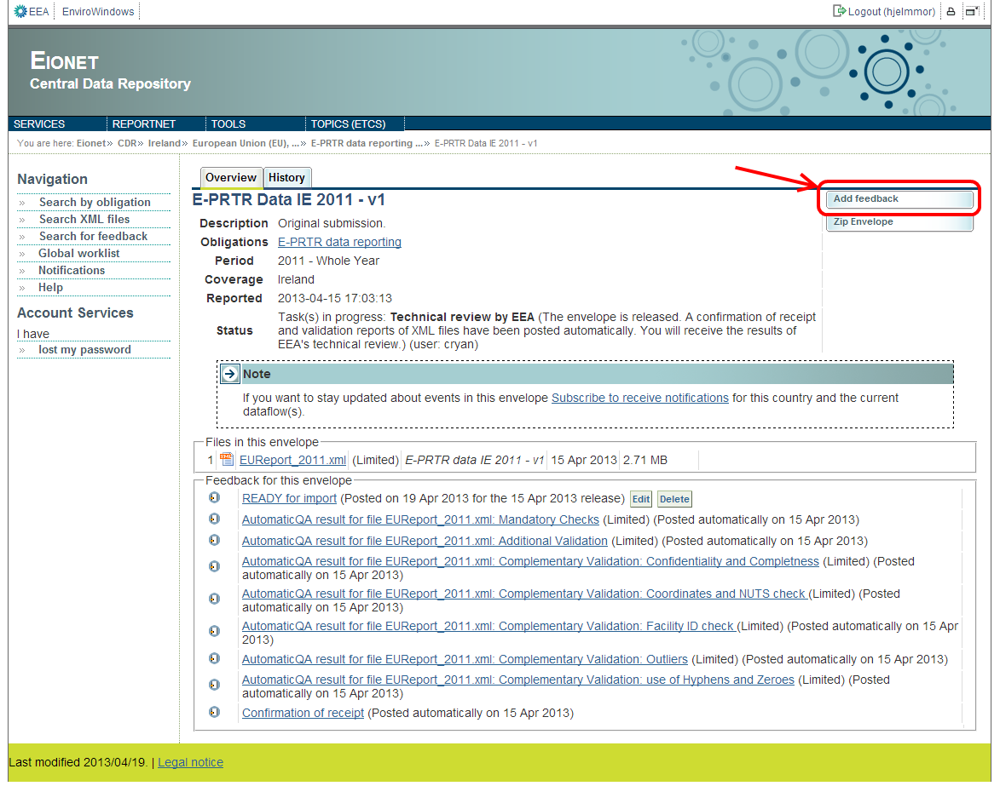 EEA EnviroWindows Logout (hjelmmor)
EIONET
Central Data Repository
SERVICES REPORTNET TOOLS TOPICS (ETCS)
You are here: Eionet» CDR» Ireland» European Union (EU), ...» E-PRTR data reporting ...» E-PRTR Data IE 2011 - v1
Navigation
» Search by obligation
» Search XML files
» Search for feedback
» Global worklist
» Notifications
» Help
Account Services
I have
» lost my password
Overview History
E-PRTR Data IE 2011 - v1
Add feedback
Zip Envelope
Description Original submission.
Obligations E-PRTR data reporting
Period 2011 - Whole Year
Coverage Ireland
Reported 2013-04-15 17:03:13
Status Task(s) in progress: Technical review by EEA (The envelope is released. A confirmation of receipt
and validation reports of XML files have been posted automatically. You will receive the results of
EEA's technical review.) (user: cryan)
Note
If you want to stay updated about events in this envelope Subscribe to receive notifications for this country and the current
dataflow(s).
Files in this envelope
1 EUReport_2011.xml (Limited) E-PRTR data IE 2011 - v1 15 Apr 2013 2.71 MB
Feedback for this envelope
READY for import (Posted on 19 Apr 2013 for the 15 Apr 2013 release) Edit Delete
AutomaticQA result for file EUReport_2011.xml: Mandatory Checks (Limited) (Posted automatically on 15 Apr 2013)
AutomaticQA result for file EUReport_2011.xml: Additional Validation (Limited) (Posted automatically on 15 Apr 2013)
AutomaticQA result for file EUReport_2011.xml: Complementary Validation: Confidentiality and Completness (Limited) (Posted
automatically on 15 Apr 2013)
AutomaticQA result for file EUReport_2011.xml: Complementary Validation: Coordinates and NUTS check (Limited) (Posted
automatically on 15 Apr 2013)
AutomaticQA result for file EUReport_2011.xml: Complementary Validation: Facility ID check (Limited) (Posted automatically on 15 Apr
2013)
AutomaticQA result for file EUReport_2011.xml: Complementary Validation: Outliers (Limited) (Posted automatically on 15 Apr 2013)
AutomaticQA result for file EUReport_2011.xml: Complementary Validation: use of Hyphens and Zeroes (Limited) (Posted
automatically on 15 Apr 2013)
Confirmation of receipt (Posted automatically on 15 Apr 2013)
Last modified 2013/04/19. | Legal notice